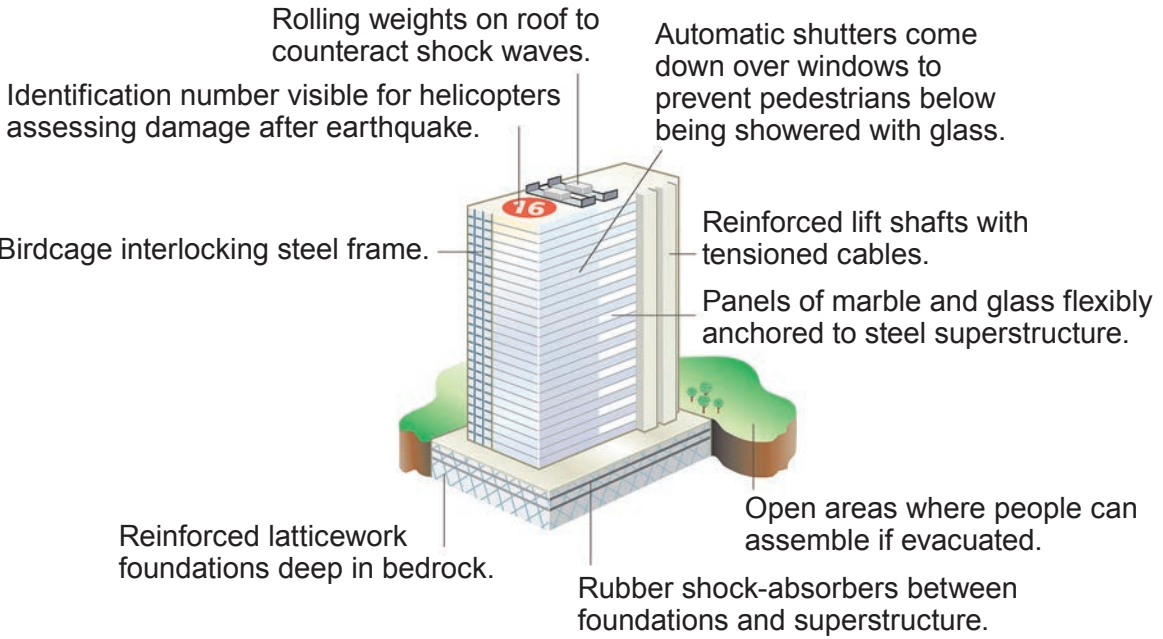 Rolling weights on roof to
counteract shock waves.
Automatic shutters come
down over windows to
prevent pedestrians below
being showered with glass.
Identification number visible for helicopters
assessing damage after earthquake.
16
Birdcage interlocking steel frame.
Reinforced lift shafts with
tensioned cables.
Panels of marble and glass flexibly
anchored to steel superstructure.
Open areas where people can
assemble if evacuated.
Reinforced latticework
foundations deep in bedrock.
Rubber shock-absorbers between
foundations and superstructure.